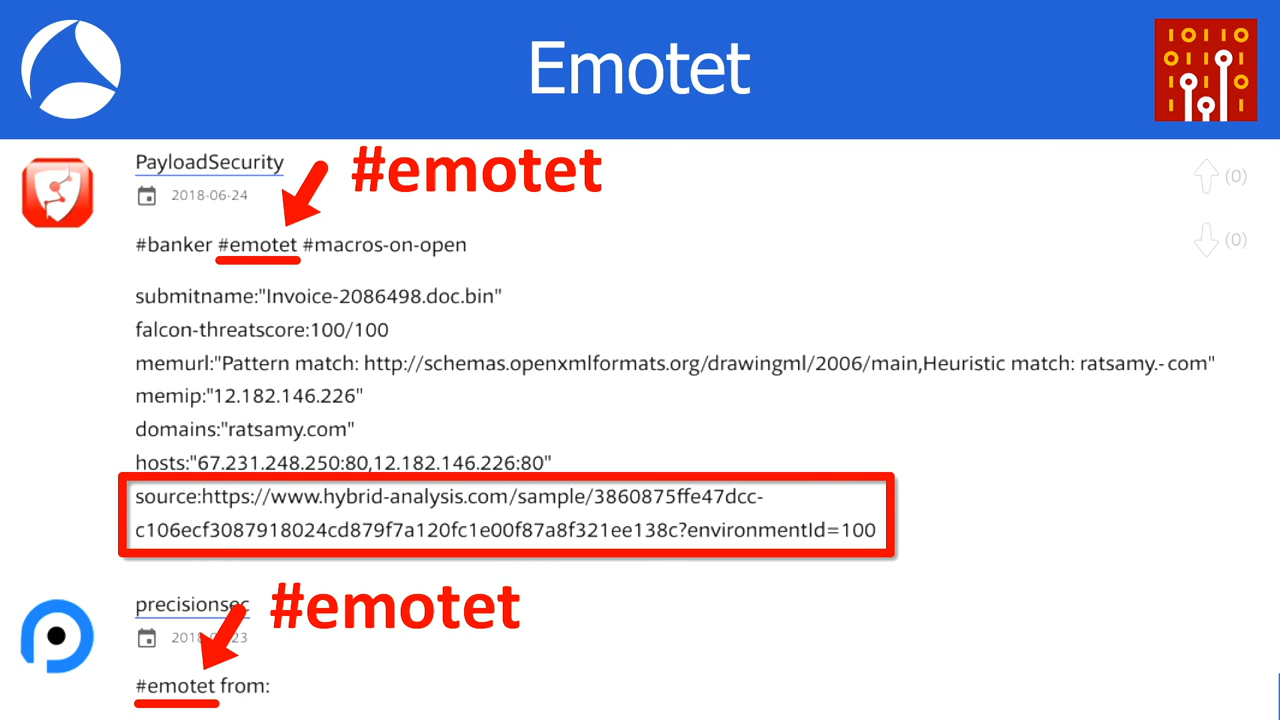 Emotet
PayloadSecurity
#emotet
2018-06-24
(0)
#banker #emotet #macros-on-open
(0)
submitname:"Invoice-2086498.doc.bin"
falcon-threatscore:100/100
memurl:"Pattern match: http://schemas.openxmlformats.org/drawingml/2006/main,Heuristic match: ratsamy.-com"
memip:"12.182.146.226"
domains:"ratsamy.com"
hosts:"67.231.248.250:80,12.182.146.226:80"
source:https://www.hybrid-analysis.com/sample/3860875ffe47dcc-
c106ecf3087918024cd879f7a120fc1e00f87a8f321ee138c?environmentId=100
precisionsec
#emotet
#emotet from: